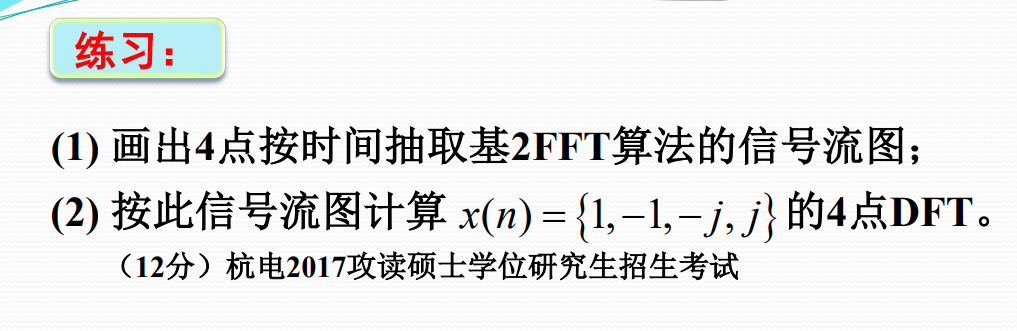 练习：
(1) 画出4点按时间抽取基2FFT算法的信号流图；
(2) 按此信号流图计算 x(n) = {1,−1,−j, j} 的4点DFT。
（12分）杭电2017攻读硕士学位研究生招生考试